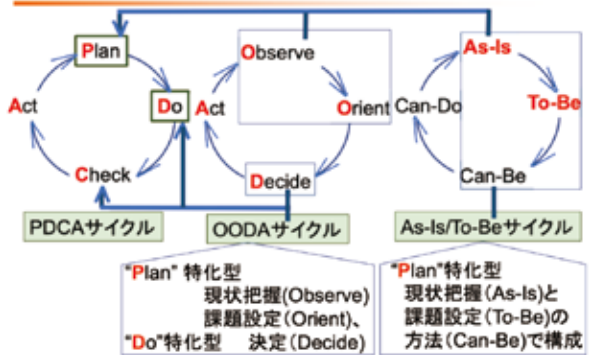 Plan
Do
Check
Act
PDCAサイクル
Observe
Orient
Decide
Act
OODAサイクル
As-Is
To-Be
Can-Be
Can-Do
As-Is/To-Beサイクル
"Plan" 特化型
現状把握(Observe)
課題設定(Orient)、
"Do"特化型 決定(Decide)
"Plan"特化型
現状把握(As-Is)と
課題設定(To-Be)の
方法(Can-Be)で構成